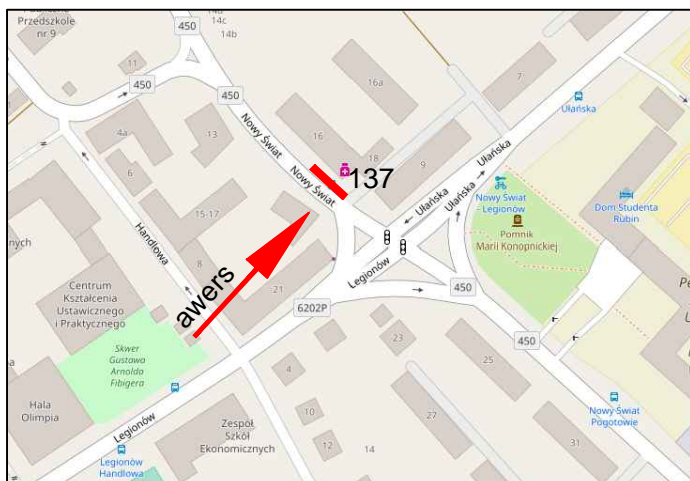 14a
14c
14b
Przedszkole
nr 9
450
11
450
450
450
16a
7
Ułańska
4a
13
16
18
9
6
Nowy Świat
Nowy Świat
137
Ułańska
Ułańska
Ułańska
Nowy Świat
-Legionów
Dom Studenta
Rubin
Pomnik
Marii Konopnickiej
15-17
Handlowa
8
awers
21
Legionów
6202P
450
450
nych
Centrum
Kształcenia
Ustawicznego
i Praktycznego
Skwer
Gustawa
Arnolda
Fibigera
Hala
Olimpia
23
25
4
10
12
14
27
31
Nowy Świat
Pogotowie
Legionów
Zespół
Szkół
Ekonomicznych
Legionów
Handlowa